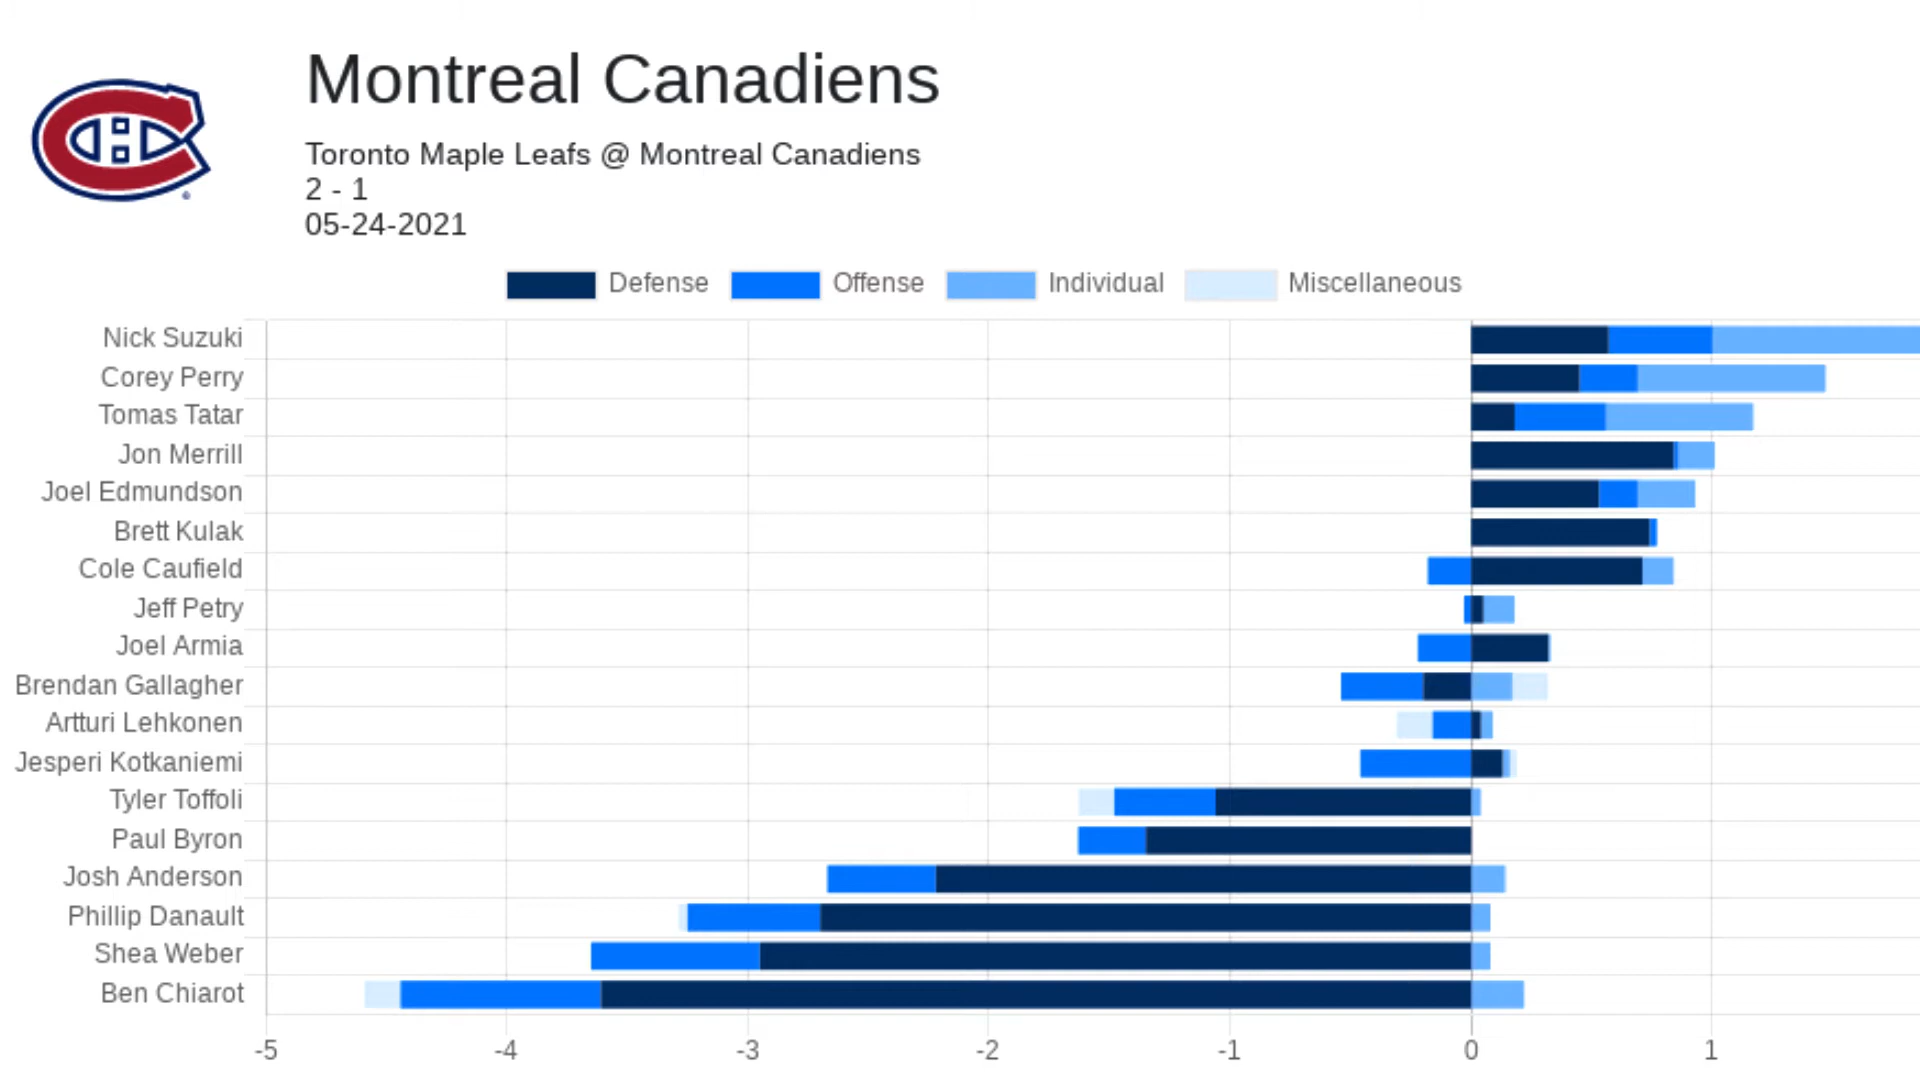 Montreal Canadiens
Toronto Maple Leafs @ Montreal Canadiens
2 - 1
05-24-2021
Defense Offense Individual Miscellaneous
Nick Suzuki
Corey Perry
Tomas Tatar
Jon Merrill
Joel Edmundson
Brett Kulak
Cole Caufield
Jeff Petry
Joel Armia
Brendan Gallagher
Artturi Lehkonen
Jesperi Kotkaniemi
Tyler Toffoli
Paul Byron
Josh Anderson
Phillip Danault
Shea Weber
Ben Chiarot
-5 -4 -3 -2 -1 0 1